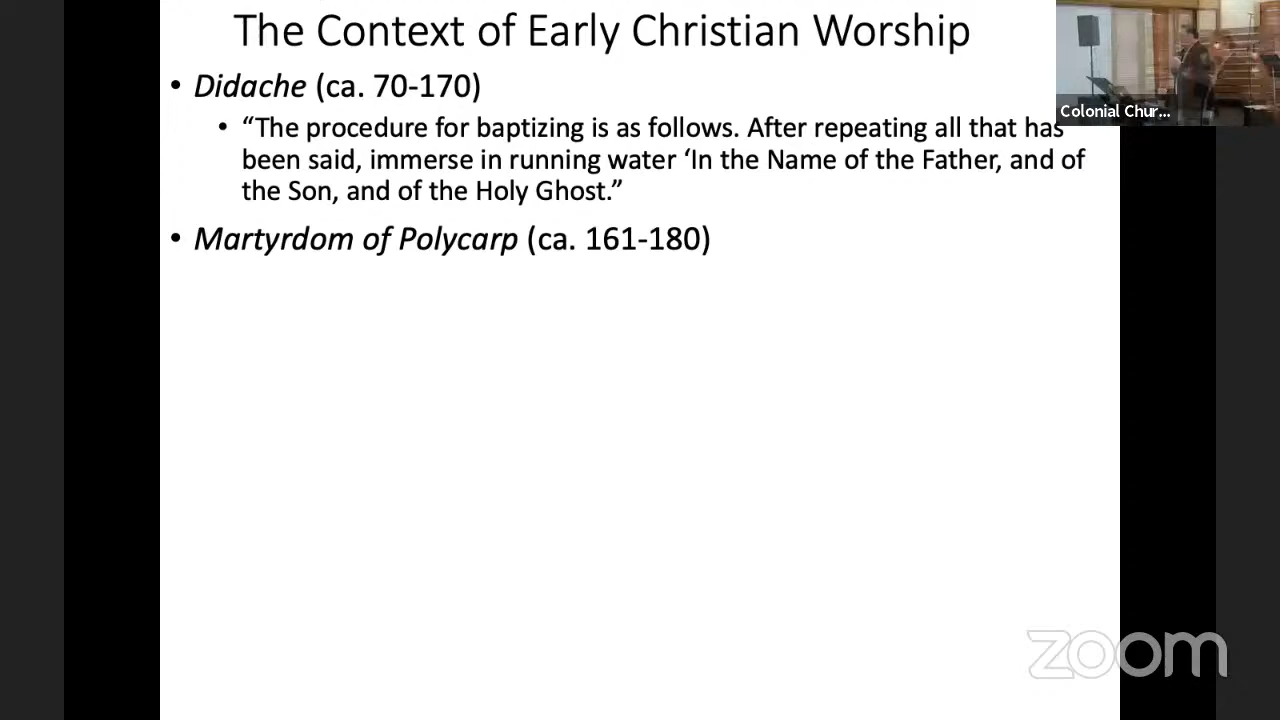 The Context of Early Christian Worship
• Didache (ca. 70-170)
• “The procedure for baptizing is as follows. After repeating all that has
been said, immerse in running water ‘In the Name of the Father, and of
the Son, and of the Holy Ghost.”
• Martyrdom of Polycarp (ca. 161-180)
Colonial Chur...
zoom